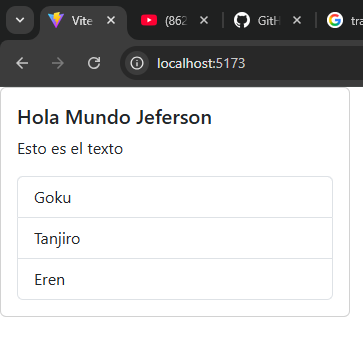 Vite
(862
GitH
tra
localhost:5173
Hola Mundo Jeferson
Esto es el texto
Goku
Tanjiro
Eren